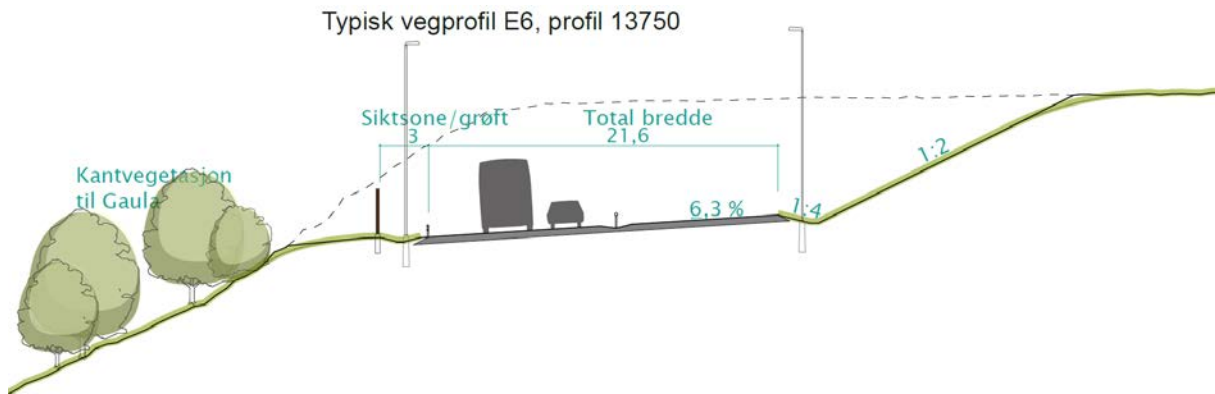 Typisk vegprofil E6, profil 13750
Siktsone/grøft
3
Total bredde
21,6
Kantvegetasjon
til Gaula
6,3 %
1:4
1:2